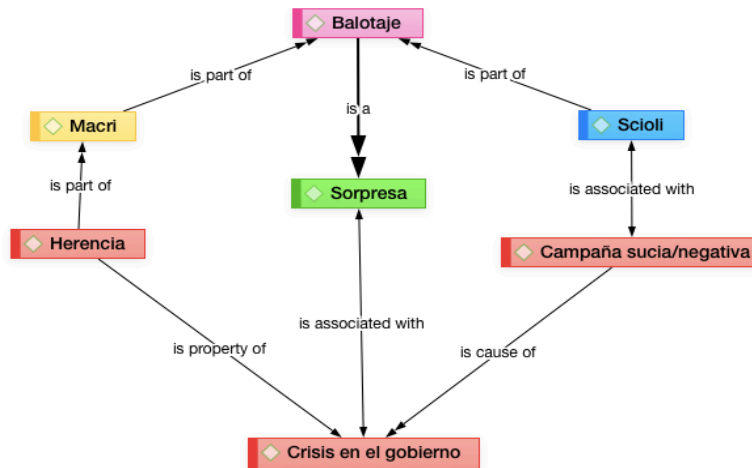 Balotaje
is part of
is part of
is a
Macri
Scioli
is part of
Sorpresa
is associated with
Herencia
Campaña sucia/negativa
is associated with
is property of
is cause of
Crisis en el gobierno